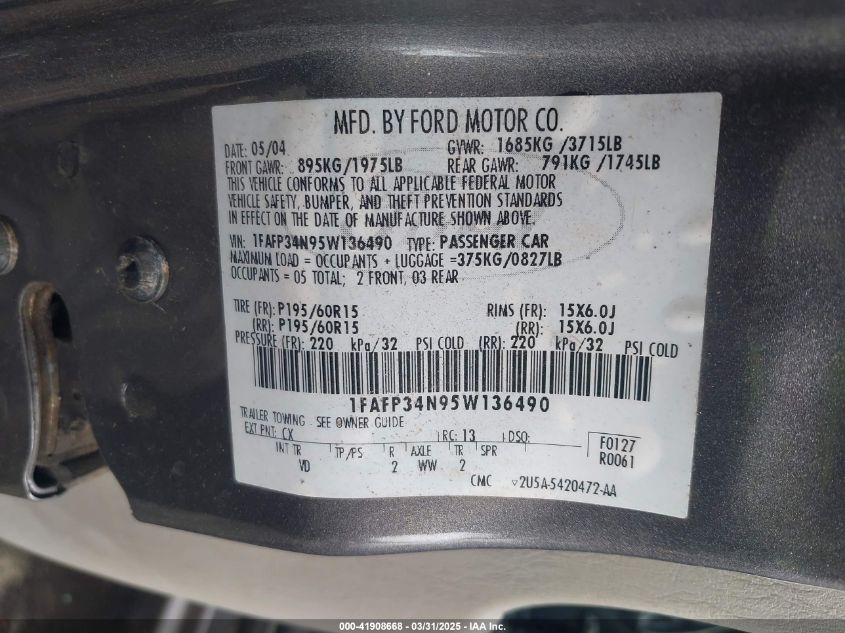 MFD. BY FORD MOTOR CO.
DATE: 05/04 GVWR: 1685KG /3715LB
FRONT GAWR: 895KG/1975LB REAR GAWR: 791KG /1745LB
THIS VEHICLE CONFORMS TO ALL APPLICABLE FEDERAL MOTOR
VEHICLE SAFETY, BUMPER, AND THEFT PREVENTION STANDARDS
IN EFFECT ON THE DATE OF MANUFACTURE SHOWN ABOVE.
VIN: 1FAFP34N95W136490 TYPE: PASSENGER CAR
MAXIMUM LOAD = OCCUPANTS + LUGGAGE =375KG/0827LB
OCCUPANTS = 05 TOTAL; 2 FRONT, 03 REAR
TIRE (FR): P195/60R15 RINS (FR): 15X6.0J
(RR): P195/60R15 (RR): 15X6.0J
PRESSURE (FR): 220 kPa/32 PSI COLD (RR): 220 kPa/32 PSI COLD
1FAFP34N95W136490
TRAILER TOWING - SEE OWNER GUIDE
EXT PNT: CX RC: 13 DSO: F0127
INT TR TP/PS R AXLE TR SPR R0061
VD 2 WW 2
CMC ▿2U5A-5420472-AA
000-41908668 - 03/31/2025 - IAA, Inc.